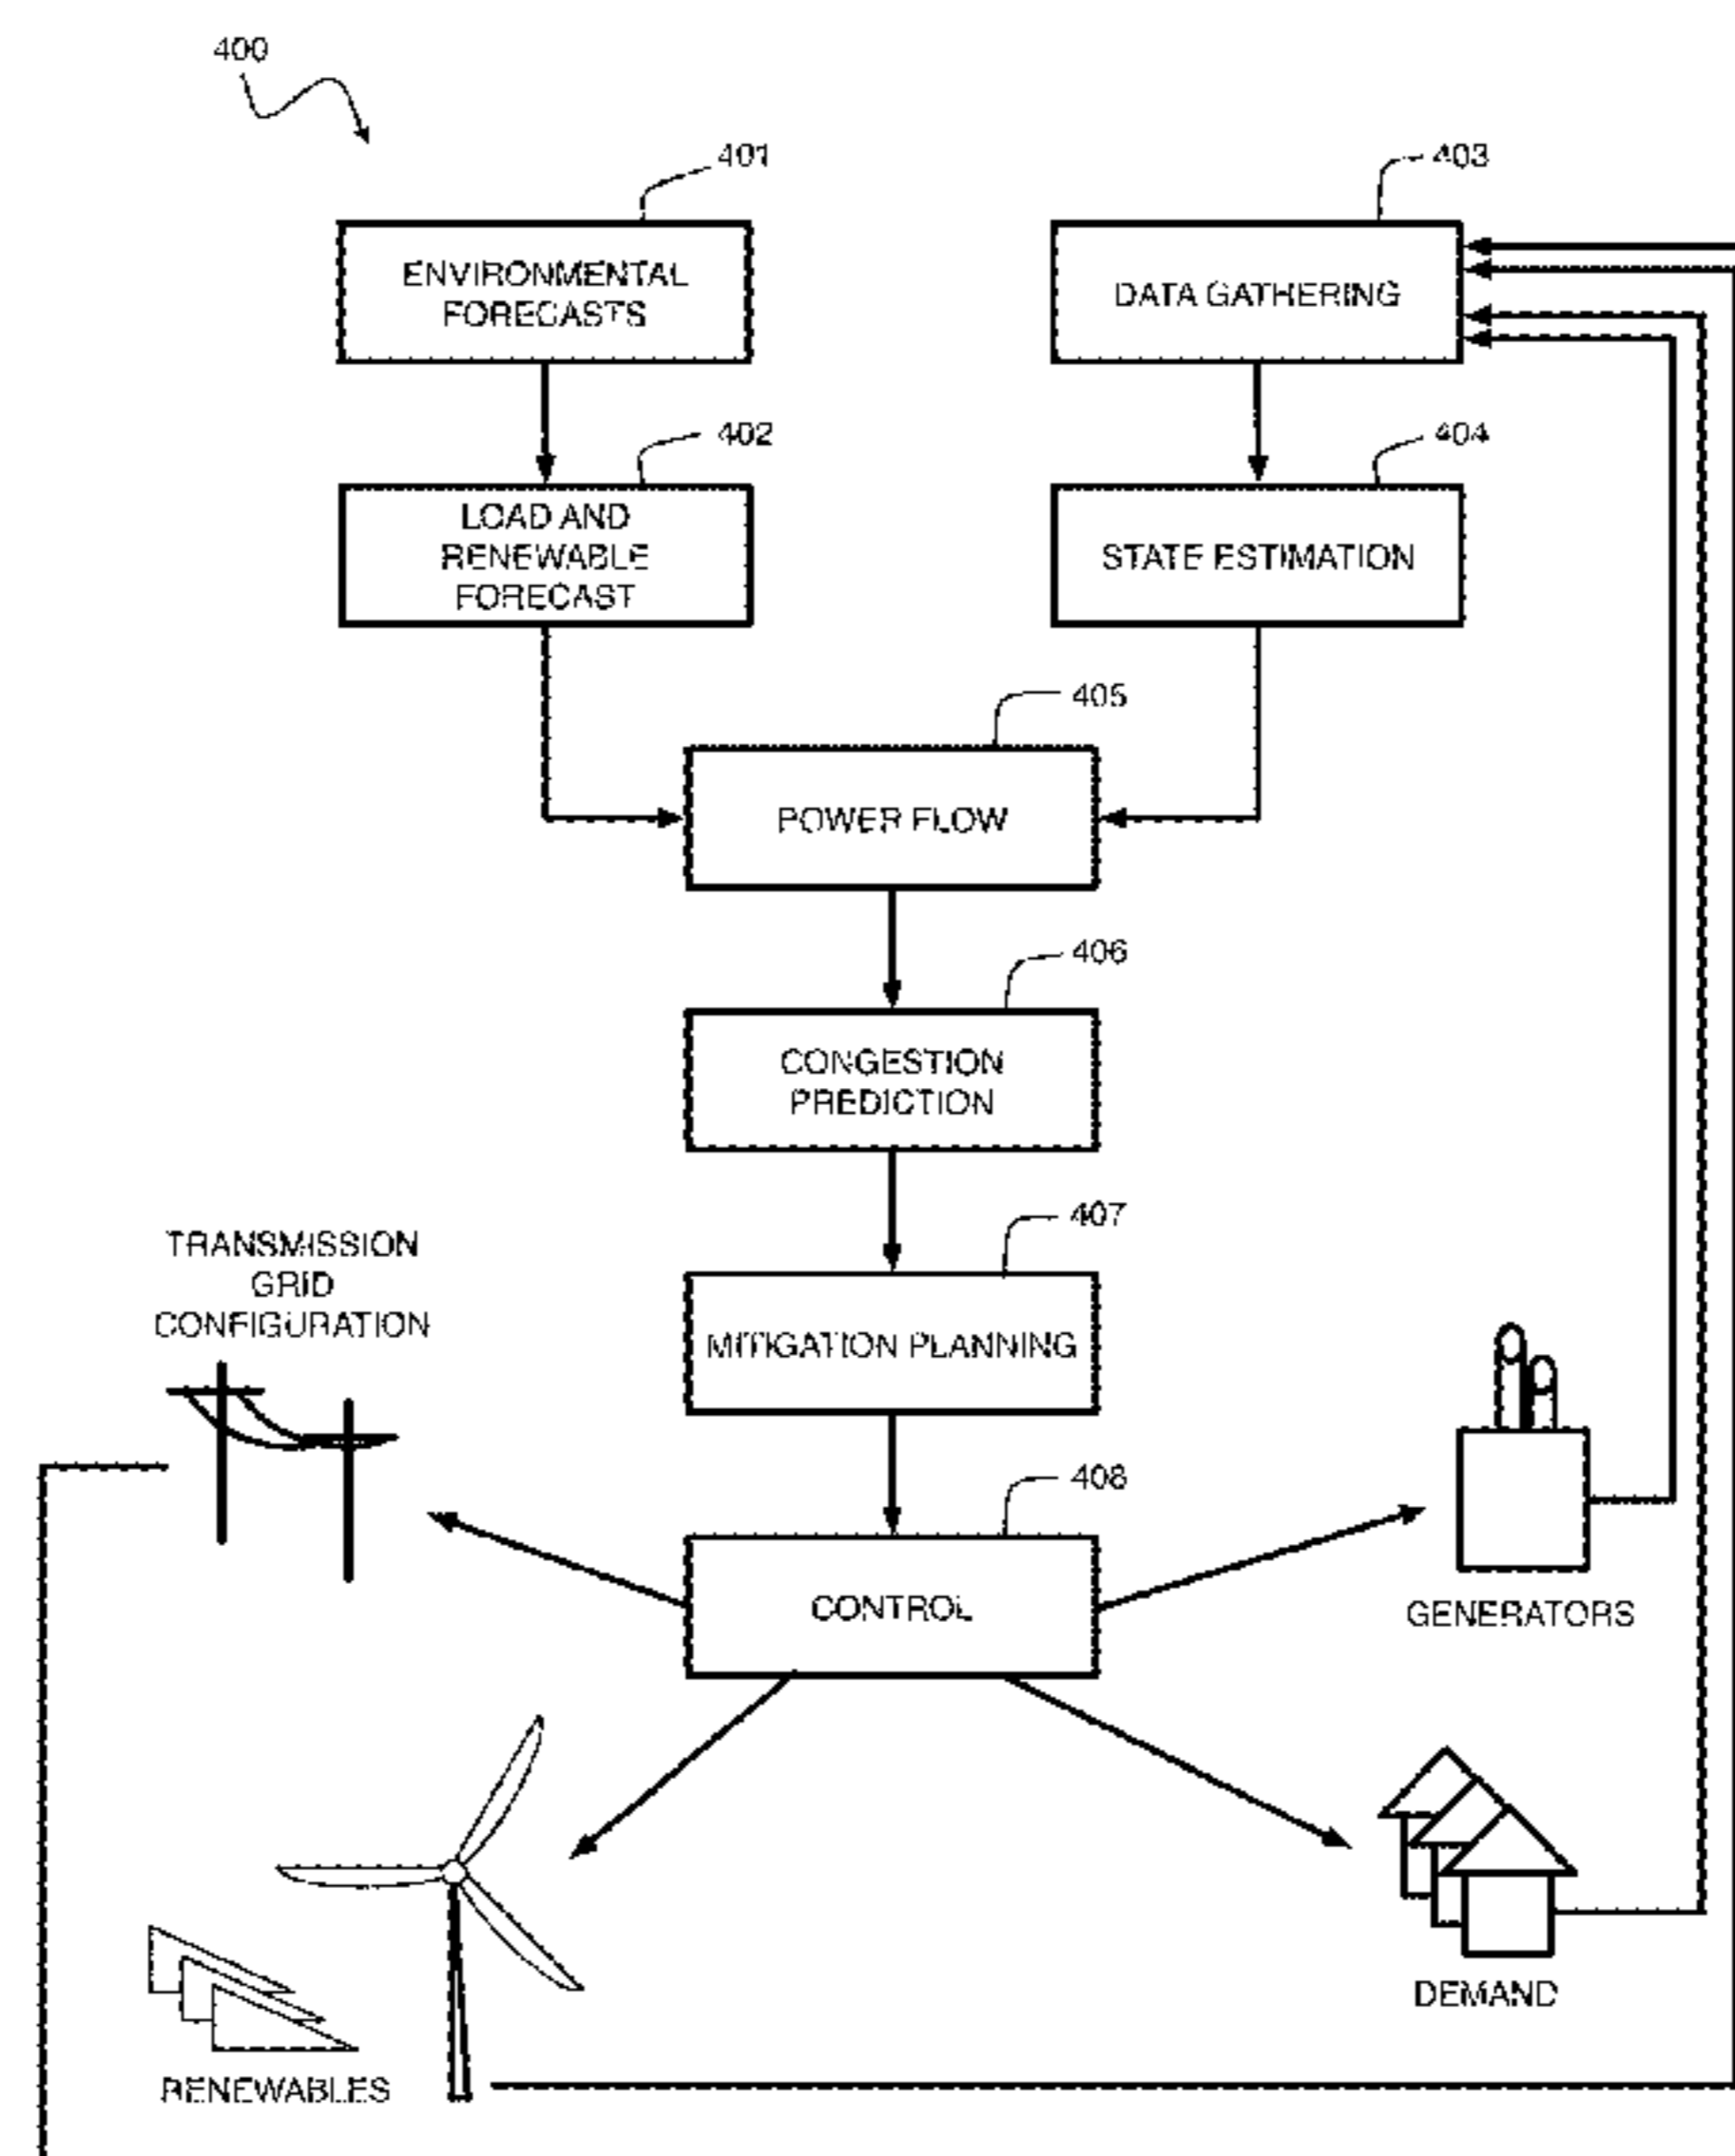 400
401
403
ENVIRONMENTAL
FORECASTS
DATA GATHERING
402
404
LOAD AND
RENEWABLE
FORECAST
STATE ESTIMATION
405
POWER FLOW
406
CONGESTION
PREDICTION
407
TRANSMISSION
GRID
CONFIGURATION
MITIGATION PLANNING
408
CONTROL
GENERATORS
DEMAND
RENEWABLES